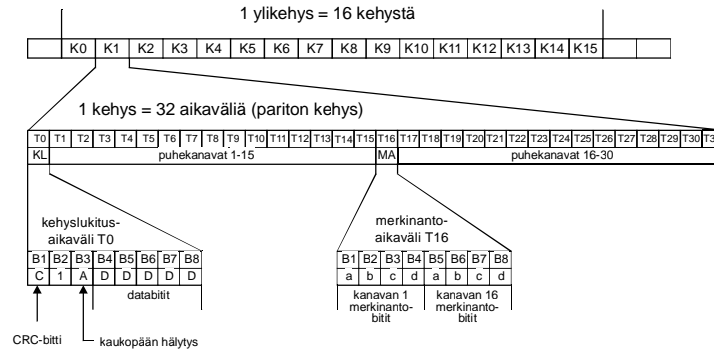 1 ylikehys = 16 kehystä
K0 K1 K2 K3 K4 K5 K6 K7 K8 K9 K10 K11 K12 K13 K14 K15
1 kehys = 32 aikaväliä (pariton kehys)
T0 T1 T2 T3 T4 T5 T6 T7 T8 T9 T10 T11 T12 T13 T14 T15 T16 T17 T18 T19 T20 T21 T22 T23 T24 T25 T26 T27 T28 T29 T30
KL puhekanavat 1-15 MA puhekanavat 16-30
kehyslukitus-
aikaväli T0
merkinanto-
aikaväli T16
B1 B2 B3 B4 B5 B6 B7 B8
C 1 A D D D D D
databitit
B1 B2 B3 B4 B5 B6 B7 B8
a b c d a b c d
kanavan 1
merkinanto-
bitit
kanavan 16
merkinanto-
bitit
CRC-bitti
kaukopään hälytys